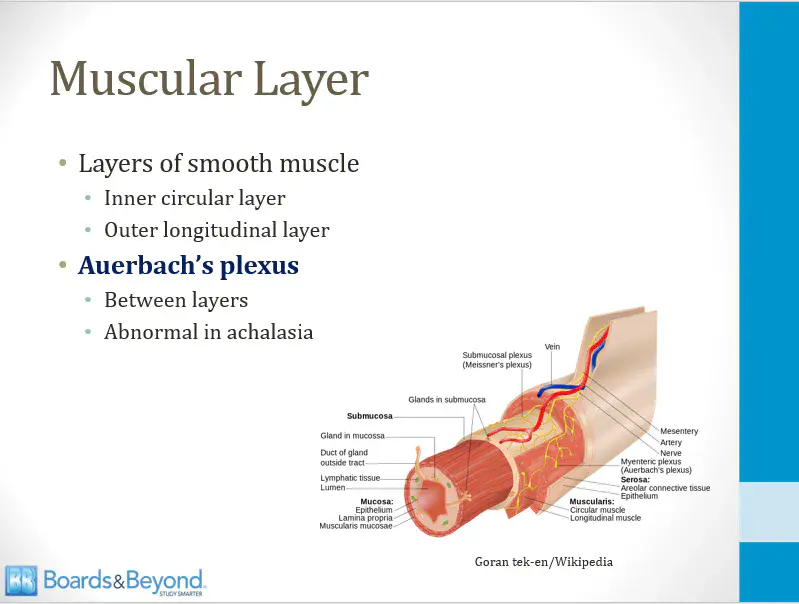 Muscular Layer
• Layers of smooth muscle
• Inner circular layer
• Outer longitudinal layer
• Auerbach's plexus
• Between layers
• Abnormal in achalasia
Vein
Submucosal plexus
(Meissner's plexus)
Glands in submucosa
Submucosa
Gland in mucossa
Duct of gland
outside tract
Lymphatic tissue
Lumen
Mucosa:
Epithelium
Lamina propria
Muscularis mucosae
Mesentery
Artery
Nerve
Myenteric plexus
(Auerbach's plexus)
Serosa:
Areolar connective tissue
Epithelium
Muscularis:
Circular muscle
Longitudinal muscle
Goran tek-en/Wikipedia
BB Boards&Beyond
STUDY SMARTER